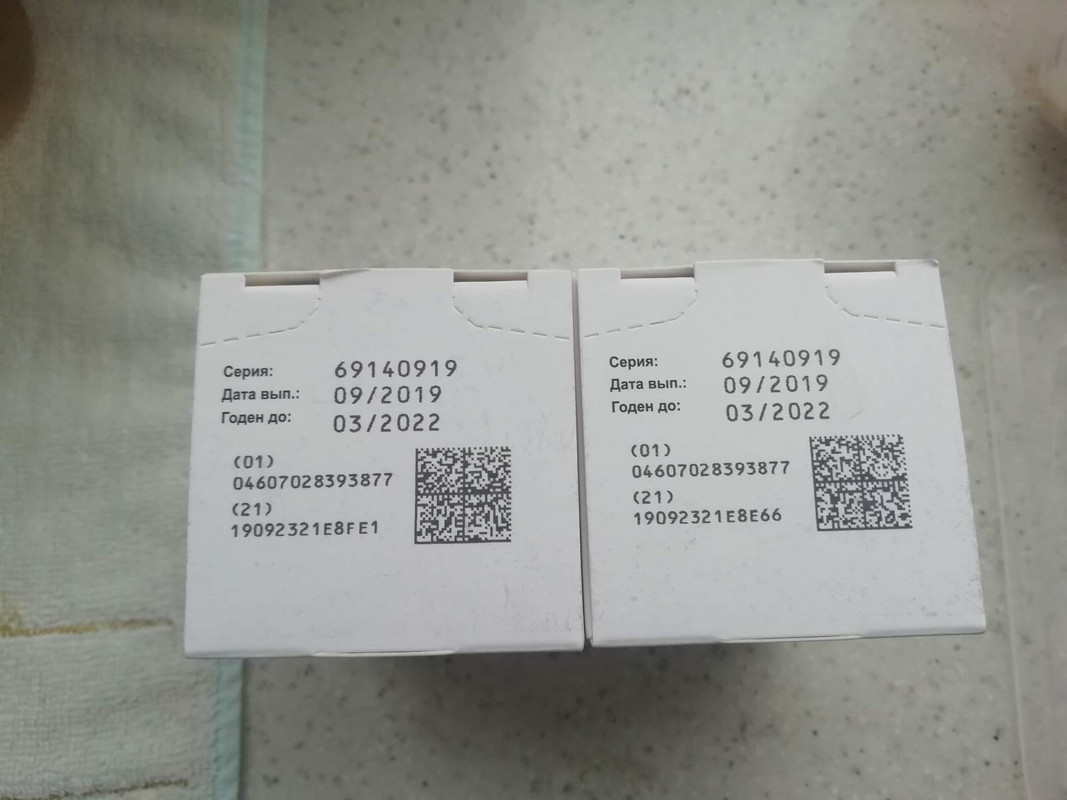 Серия: 69140919
Дата вып.: 09/2019
Годен до: 03/2022
(01)
04607028393877
(21)
19092321E8FE1
Серия: 69140919
Дата вып.: 09/2019
Годен до: 03/2022
(01)
04607028393877
(21)
19092321E8E66